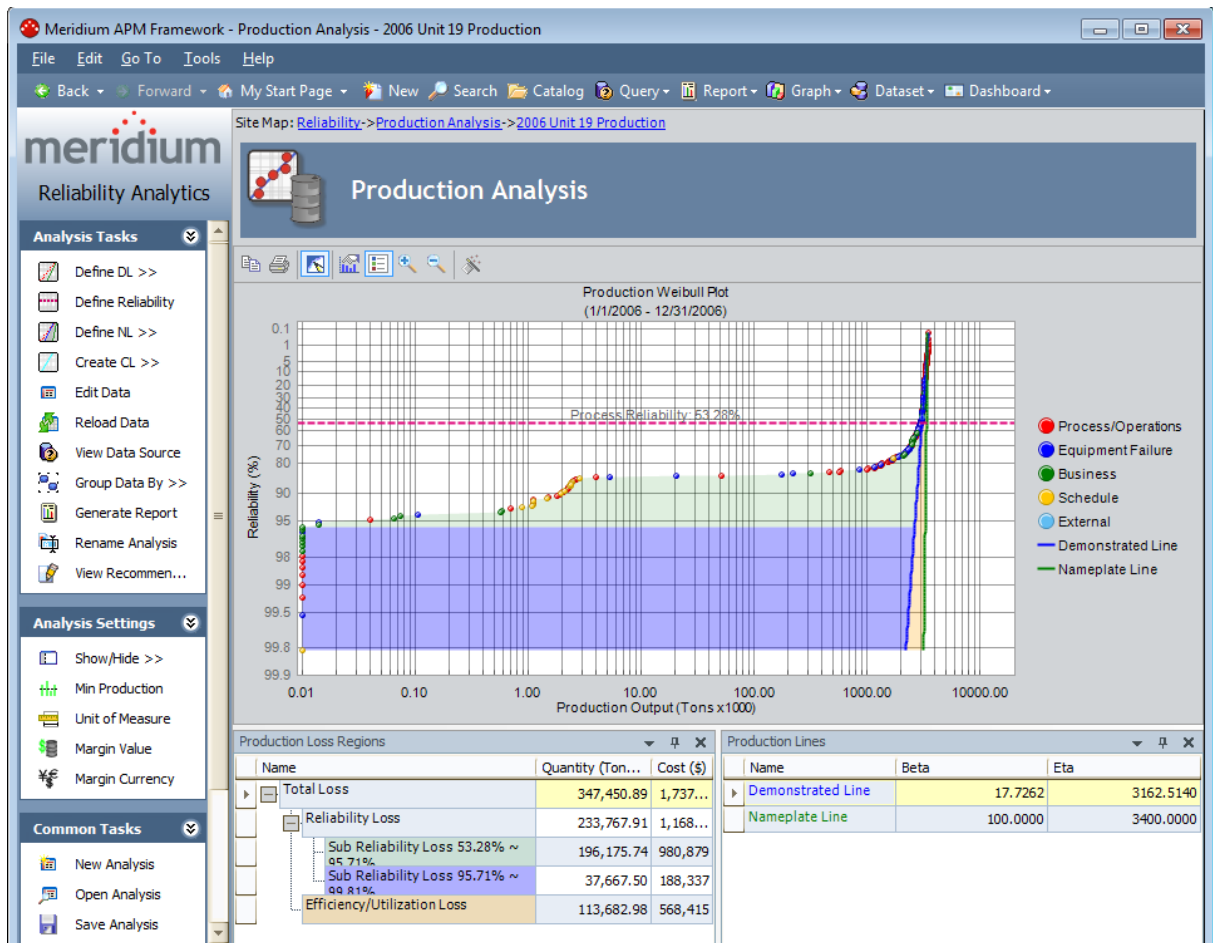 Meridium APM Framework - Production Analysis - 2006 Unit 19 Production
File Edit Go To Tools Help
Back Forward My Start Page New Search Catalog Query Report Graph Dataset Dashboard
meridium
Reliability Analytics
Analysis Tasks
Define DL >>
Define Reliability
Define NL >>
Create CL >>
Edit Data
Reload Data
View Data Source
Group Data By >>
Generate Report
Rename Analysis
View Recommen...
Analysis Settings
Show/Hide >>
Min Production
Unit of Measure
Margin Value
Margin Currency
Common Tasks
New Analysis
Open Analysis
Save Analysis
Site Map: Reliability->Production Analysis->2006 Unit 19 Production
Production Analysis
Production Weibull Plot
(1/1/2006 - 12/31/2006)
Reliability (%)
0.1
1
5
10
20
30
40
50
60
70
80
90
95
98
99
99.5
99.8
99.9
Process Reliability: 53.28%
0.01 0.10 1.00 10.00 100.00 1000.00 10000.00
Production Output (Tons x1000)
Process/Operations
Equipment Failure
Business
Schedule
External
Demonstrated Line
Nameplate Line
Production Loss Regions
Name Quantity (Ton... Cost ($)
Total Loss 347,450.89 1,737...
Reliability Loss 233,767.91 1,168...
Sub Reliability Loss 53.28% ~
95.71%
196,175.74 980,879
Sub Reliability Loss 95.71% ~
99.81%
37,667.50 188,337
Efficiency/Utilization Loss 113,682.98 568,415
Production Lines
Name Beta Eta
Demonstrated Line 17.7262 3162.5140
Nameplate Line 100.0000 3400.0000